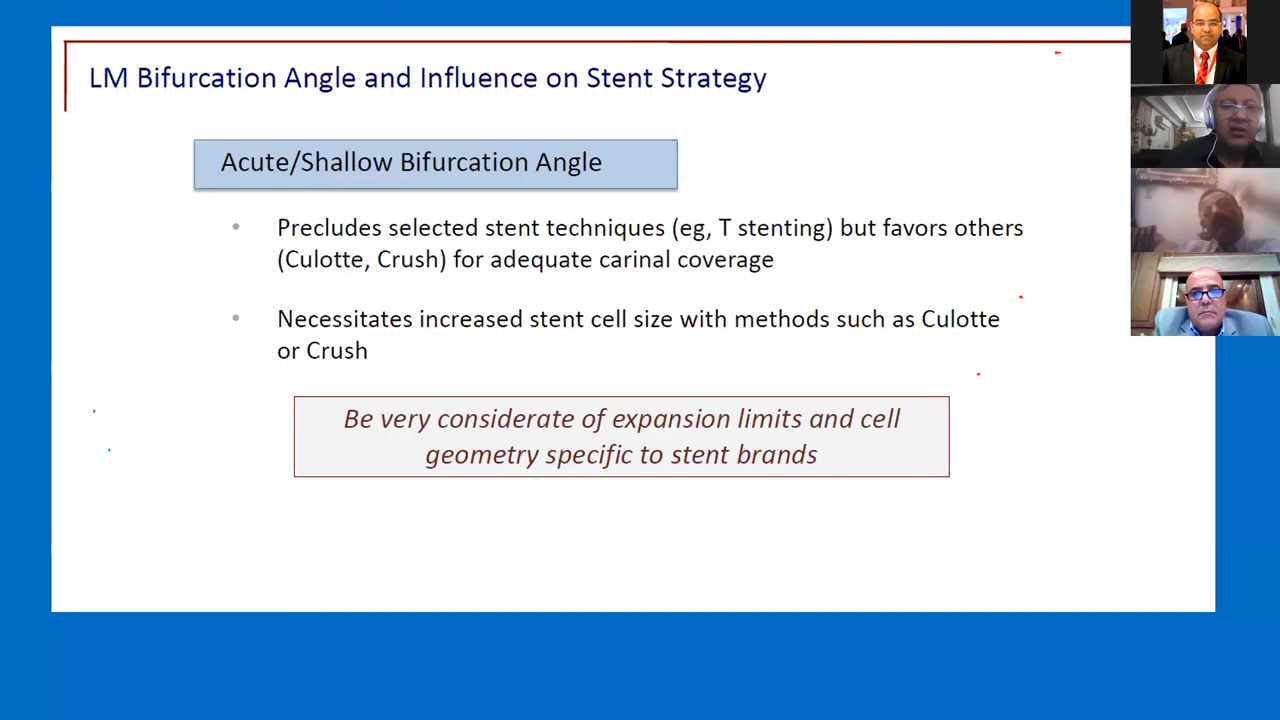 LM Bifurcation Angle and Influence on Stent Strategy
Acute/Shallow Bifurcation Angle
• Precludes selected stent techniques (eg, T stenting) but favors others
(Culotte, Crush) for adequate carinal coverage
• Necessitates increased stent cell size with methods such as Culotte
or Crush
Be very considerate of expansion limits and cell
geometry specific to stent brands